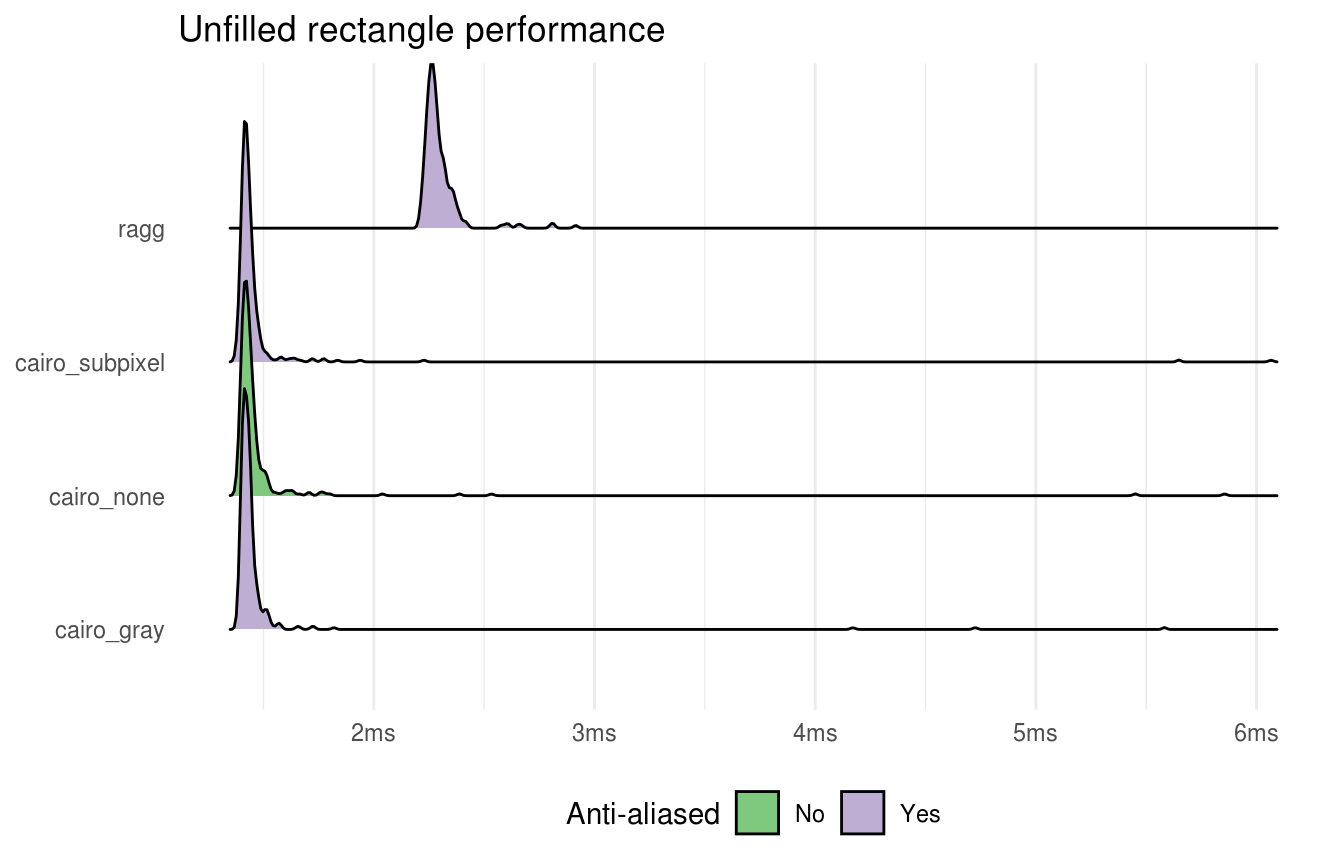 Unfilled rectangle performance
ragg
cairo_subpixel
cairo_none
cairo_gray
2ms 3ms 4ms 5ms 6ms
Anti-aliased No Yes